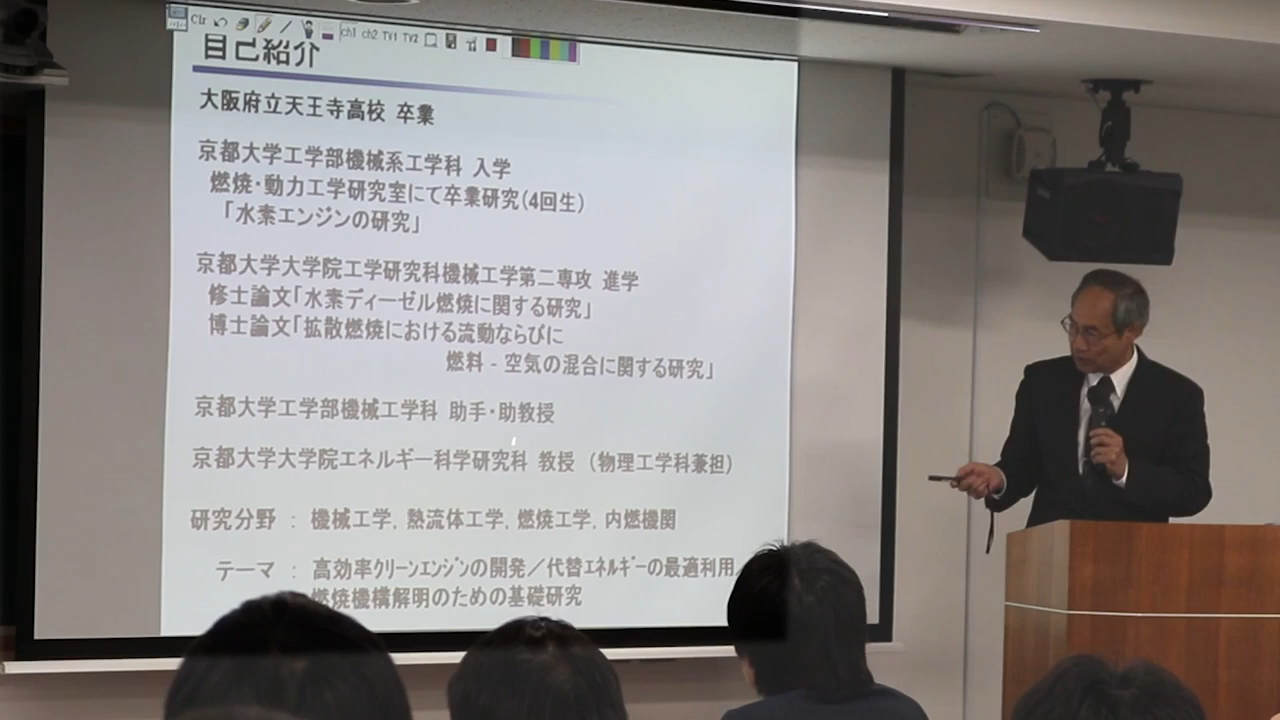 Clr ch1 ch2 TV1 TV2
自己紹介
大阪府立天王寺高校 卒業
京都大学工学部機械系工学科 入学
燃焼・動力工学研究室にて卒業研究(4回生)
「水素エンジンの研究」
京都大学大学院工学研究科機械工学第二専攻 進学
修士論文「水素ディーゼル燃焼に関する研究」
博士論文「拡散燃焼における流動ならびに
燃料 - 空気の混合に関する研究」
京都大学工学部機械工学科 助手・助教授
京都大学大学院エネルギー科学研究科 教授 (物理工学科兼担)
研究分野 : 機械工学, 熱流体工学, 燃焼工学, 内燃機関
テーマ : 高効率クリーンエンジンの開発／代替エネルギーの最適利用／
燃焼機構解明のための基礎研究